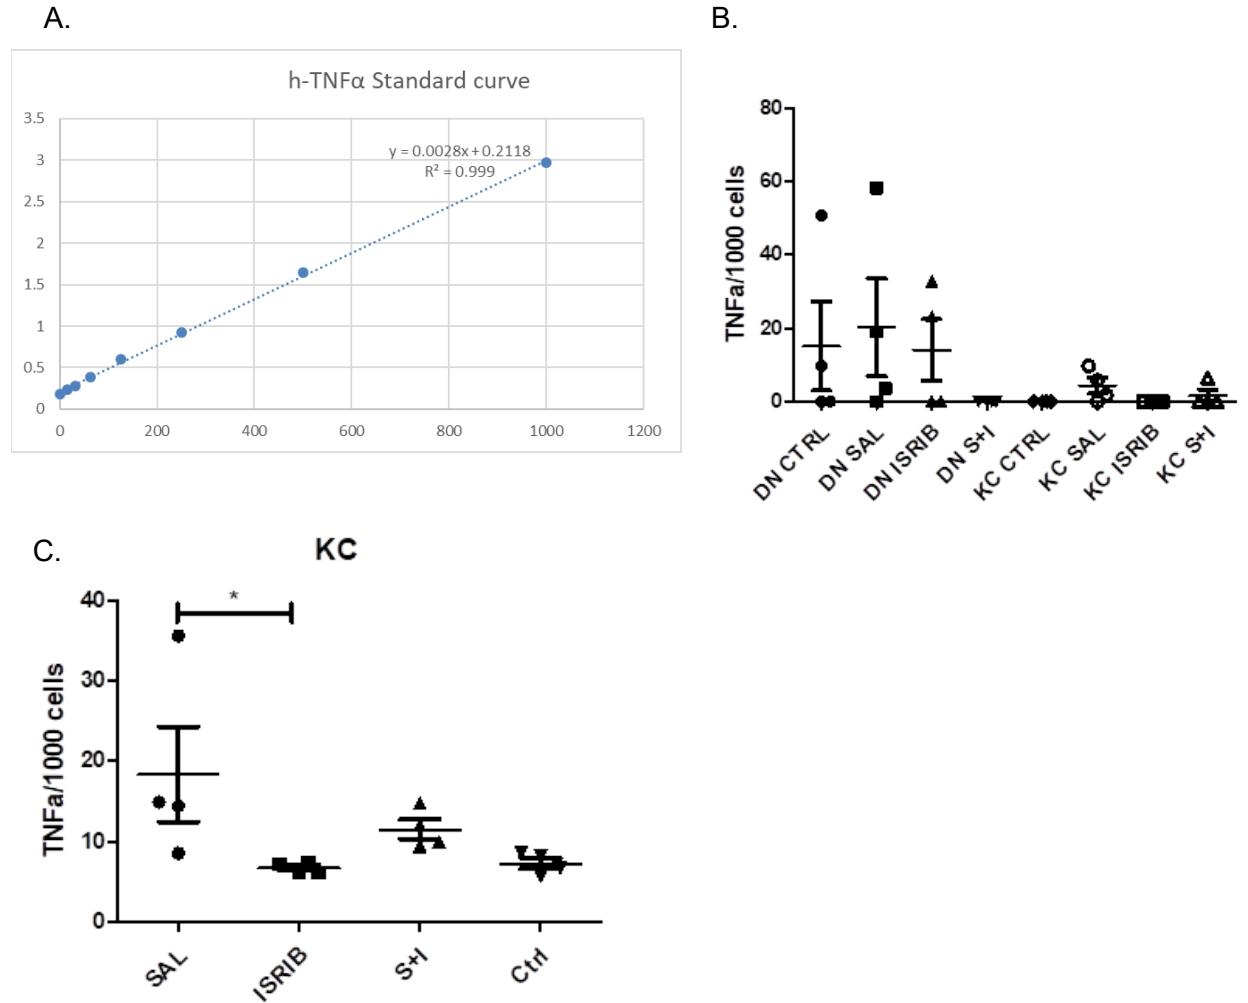 A.
h-TNFα Standard curve
3.5
3
2.5
2
1.5
1
0.5
0
y = 0.0028x + 0.2118
R² = 0.999
0 200 400 600 800 1000 1200
B.
TNFa/1000 cells
80
60
40
20
0
DN CTRL
DN SAL
DN ISRIB
DN S+I
KC CTRL
KC SAL
KC ISRIB
KC S+I
C.
KC
TNFa/1000 cells
40
30
20
10
0
*
SAL
ISRIB
S+I
Ctrl